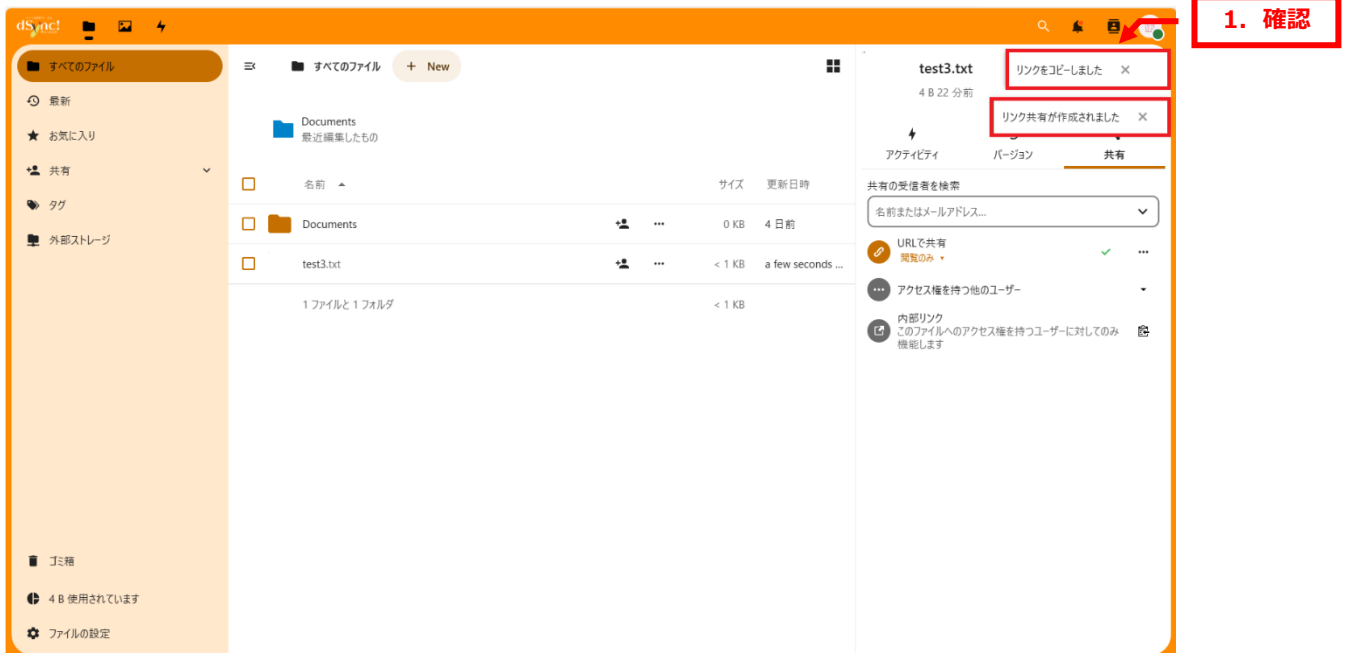 dSync!
1. 確認
すべてのファイル
最新
お気に入り
共有
タグ
外部ストレージ
ゴミ箱
4 B 使用されています
ファイルの設定
すべてのファイル
+ New
Documents
最近編集したもの
名前
サイズ
更新日時
Documents
0 KB
4 日前
test3.txt
< 1 KB
a few seconds ...
1 ファイルと 1 フォルダ
< 1 KB
test3.txt
4 B 22 分前
リンクをコピーしました
リンク共有が作成されました
アクティビティ
バージョン
共有
共有の受信者を検索
名前またはメールアドレス...
URLで共有
閲覧のみ
アクセス権を持つ他のユーザー
内部リンク
このファイルへのアクセス権を持つユーザーに対してのみ
機能します